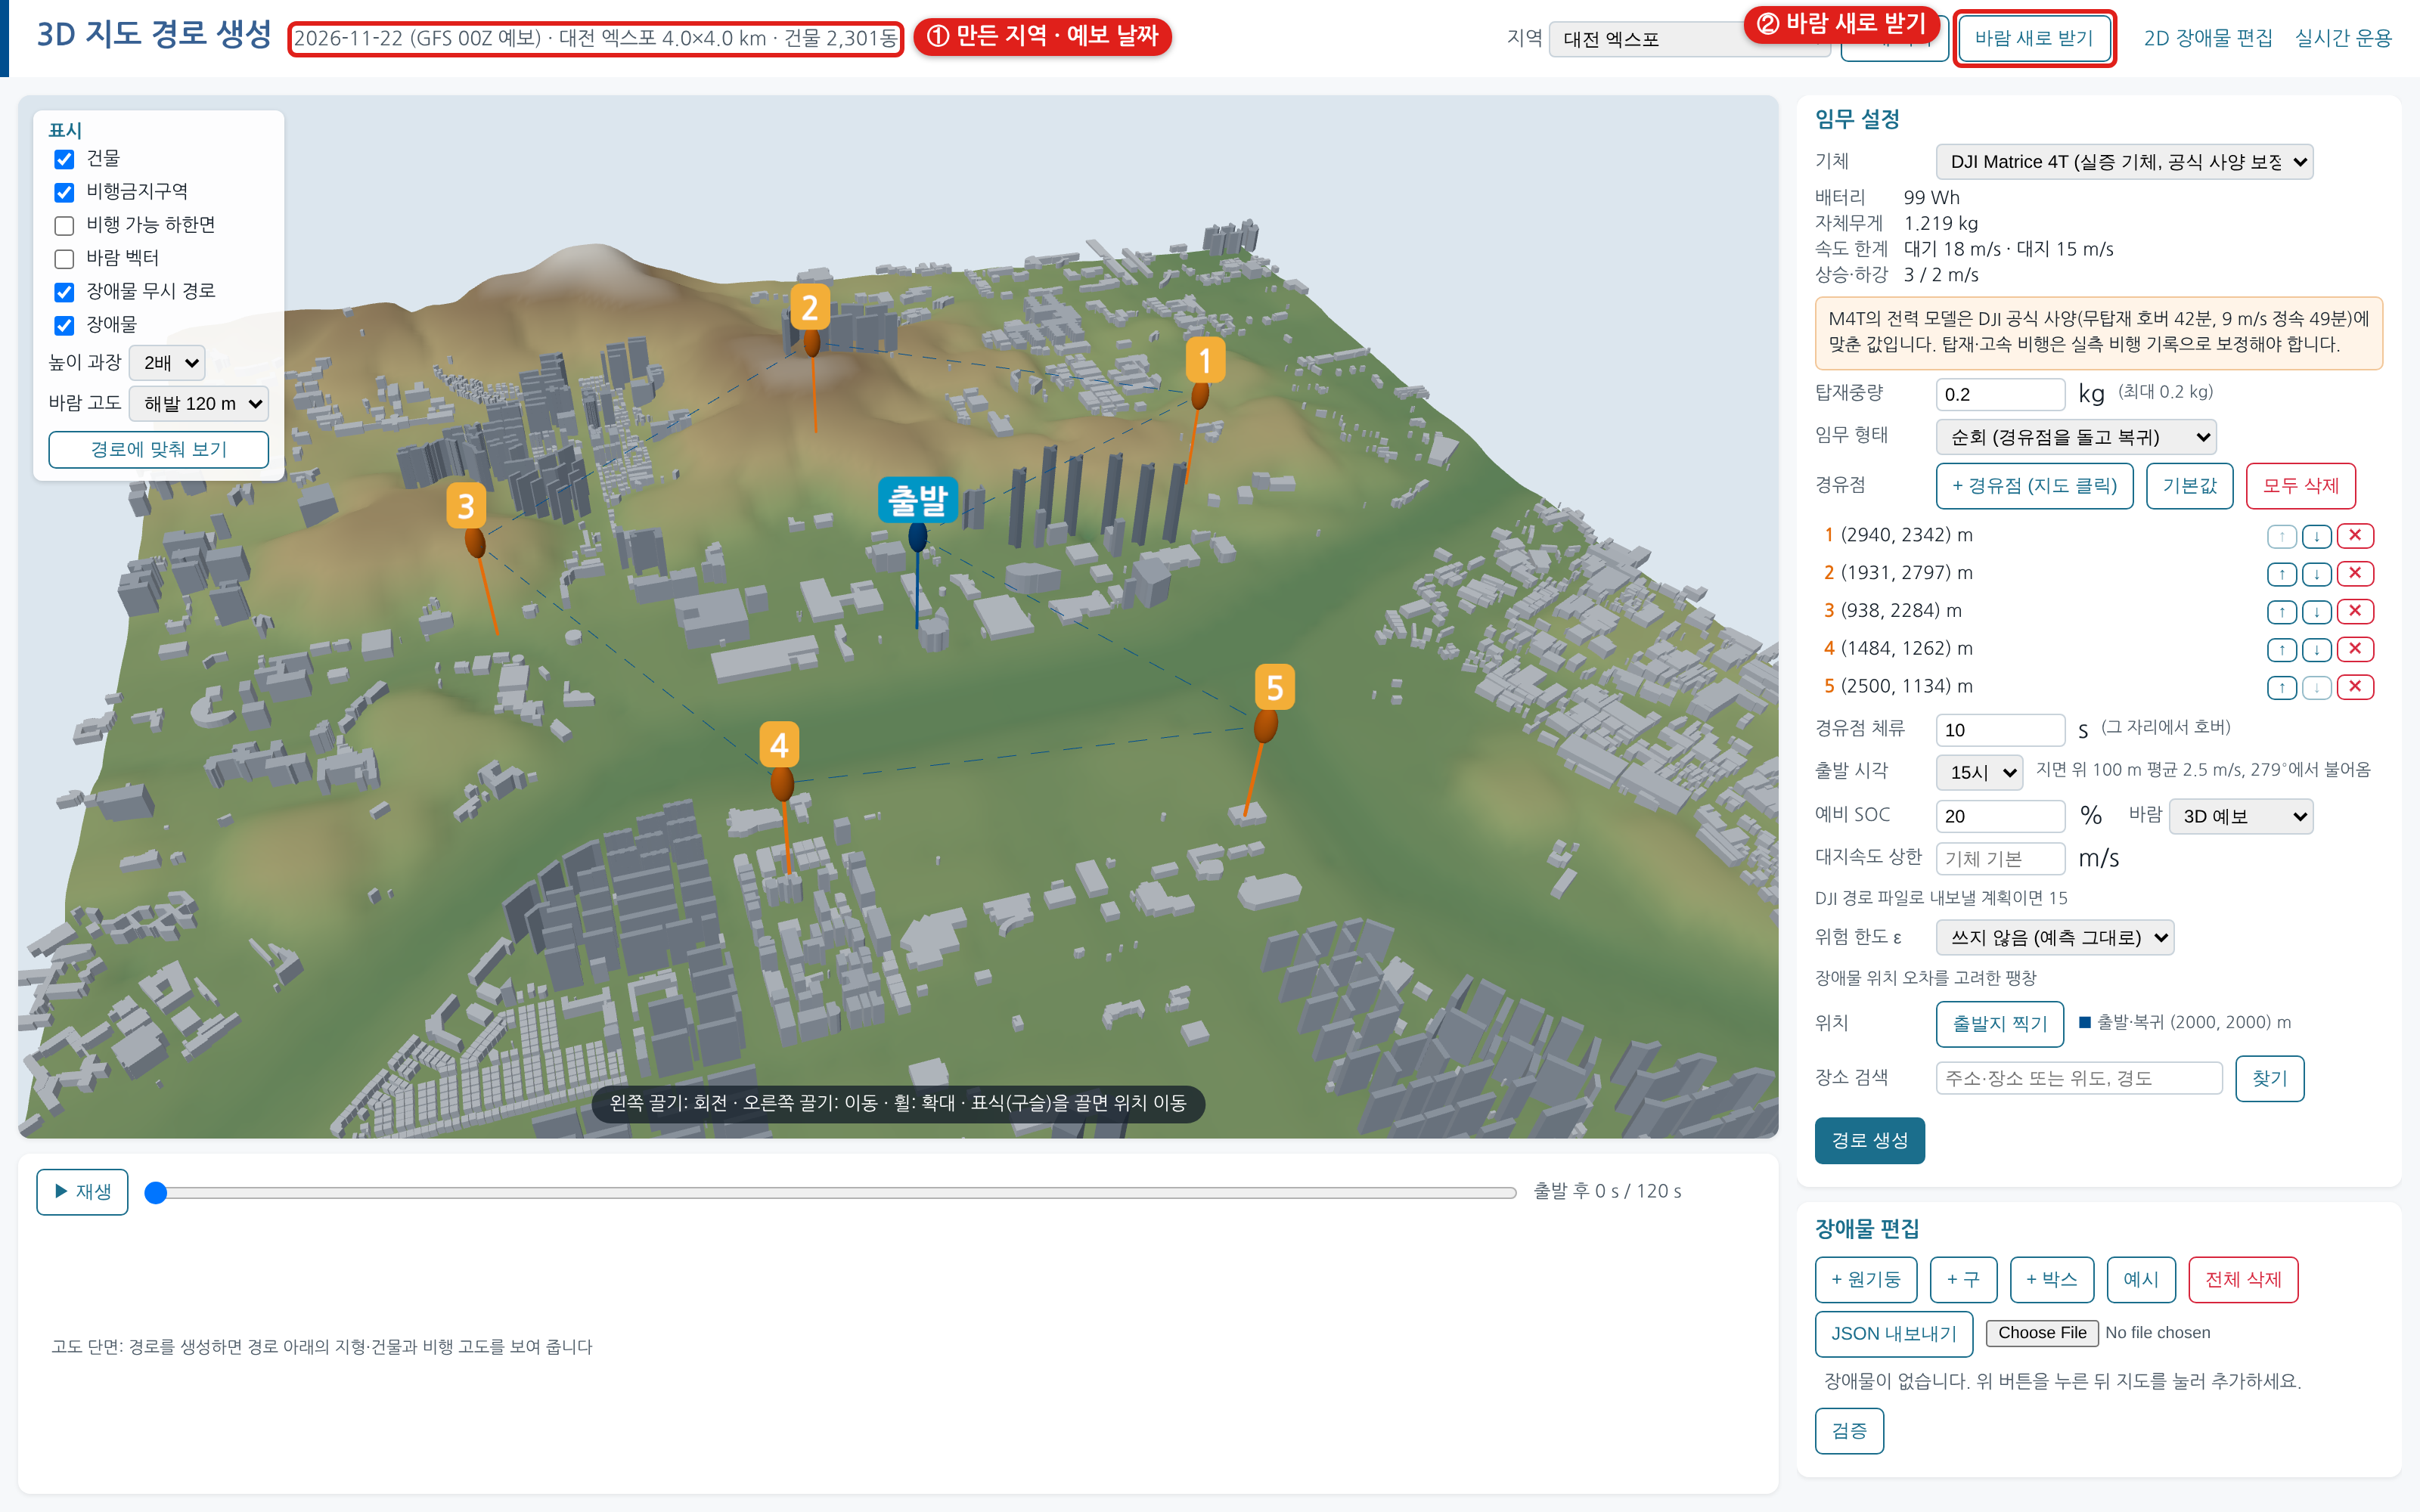 3D 지도 경로 생성
2026-11-22 (GFS 00Z 예보) · 대전 엑스포 4.0×4.0 km · 건물 2,301동
① 만든 지역 · 예보 날짜
지역
대전 엑스포
② 바람 새로 받기
바람 새로 받기
2D 장애물 편집
실시간 운용
표시
건물
비행금지구역
비행 가능 하한면
바람 벡터
장애물 무시 경로
장애물
높이 과장 2배
바람 고도 해발 120 m
경로에 맞춰 보기
2
1
3
출발
5
4
왼쪽 끌기: 회전 · 오른쪽 끌기: 이동 · 휠: 확대 · 표식(구슬)을 끌면 위치 이동
▶ 재생
출발 후 0 s / 120 s
고도 단면: 경로를 생성하면 경로 아래의 지형·건물과 비행 고도를 보여 줍니다
임무 설정
기체 DJI Matrice 4T (실증 기체, 공식 사양 보정
배터리 99 Wh
자체무게 1.219 kg
속도 한계 대기 18 m/s · 대지 15 m/s
상승·하강 3 / 2 m/s
M4T의 전력 모델은 DJI 공식 사양(무탑재 호버 42분, 9 m/s 정속 49분)에
맞춘 값입니다. 탑재·고속 비행은 실측 비행 기록으로 보정해야 합니다.
탑재중량 0.2 kg (최대 0.2 kg)
임무 형태 순회 (경유점을 돌고 복귀)
경유점 + 경유점 (지도 클릭) 기본값 모두 삭제
1 (2940, 2342) m ↑ ↓ ✕
2 (1931, 2797) m ↑ ↓ ✕
3 (938, 2284) m ↑ ↓ ✕
4 (1484, 1262) m ↑ ↓ ✕
5 (2500, 1134) m ↑ ↓ ✕
경유점 체류 10 s (그 자리에서 호버)
출발 시각 15시 지면 위 100 m 평균 2.5 m/s, 279°에서 불어옴
예비 SOC 20 % 바람 3D 예보
대지속도 상한 기체 기본 m/s
DJI 경로 파일로 내보낼 계획이면 15
위험 한도 ε 쓰지 않음 (예측 그대로)
장애물 위치 오차를 고려한 팽창
위치 출발지 찍기 ■ 출발·복귀 (2000, 2000) m
장소 검색 주소·장소 또는 위도, 경도 찾기
경로 생성
장애물 편집
+ 원기둥 + 구 + 박스 예시 전체 삭제
JSON 내보내기 Choose File No file chosen
장애물이 없습니다. 위 버튼을 누른 뒤 지도를 눌러 추가하세요.
검증